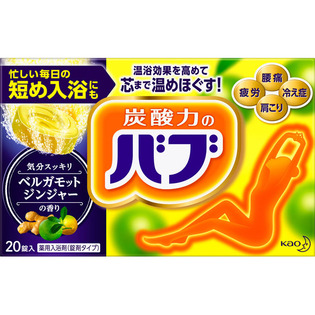 忙しい毎日の
短め入浴にも
温浴効果を高めて
芯まで温めほぐす！
腰痛
疲労
冷え症
肩こり
炭酸力の
バブ
気分スッキリ
ベルガモット
ジンジャー
の香り
20錠入
薬用入浴剤(錠剤タイプ)
Kao